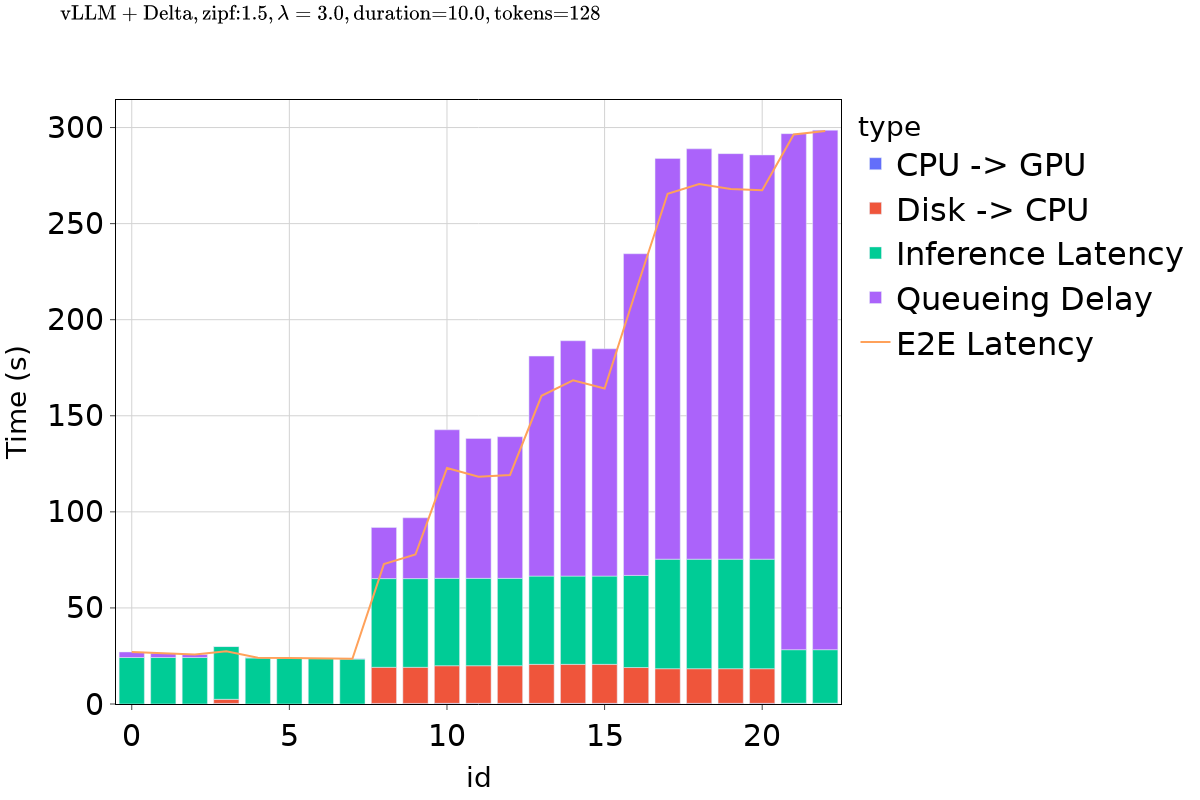 vLLM + Delta, zipf:1.5, λ = 3.0, duration=10.0, tokens=128
300
250
200
150
100
50
0
Time (s)
0 5 10 15 20
id
type
CPU -> GPU
Disk -> CPU
Inference Latency
Queueing Delay
E2E Latency